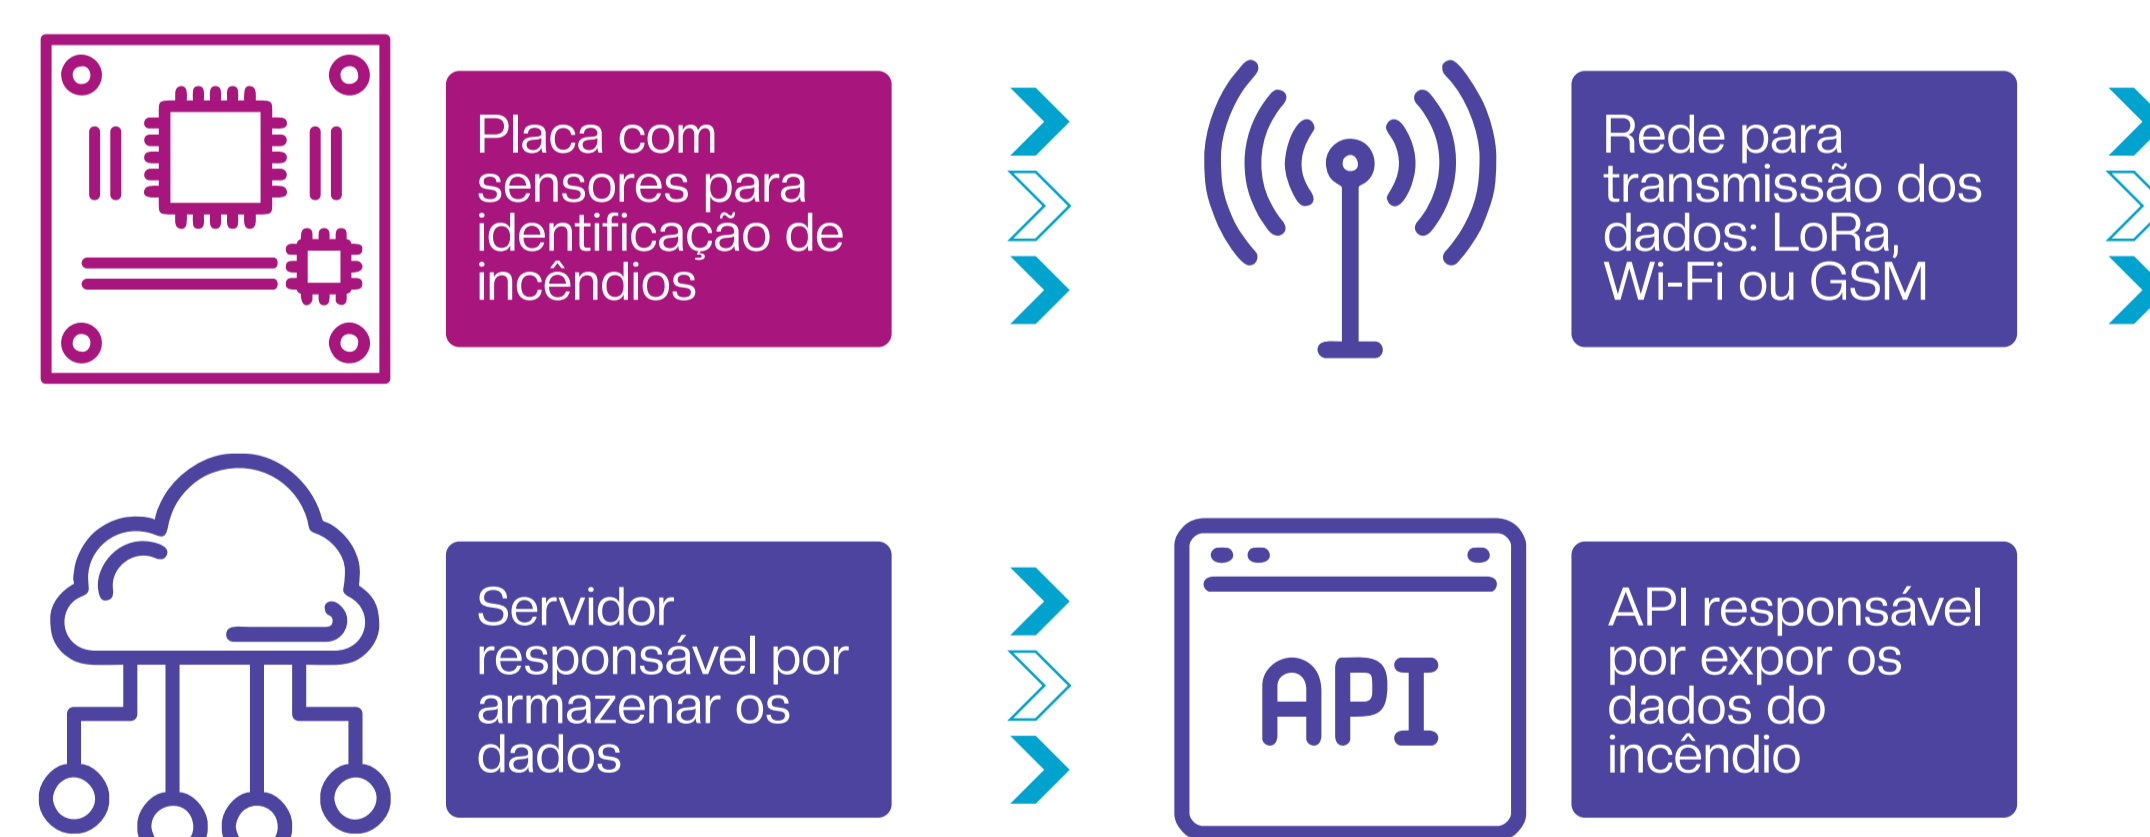 Placa com
sensores para
identificação de
incêndios
Rede para
transmissão dos
dados: LoRa,
Wi-Fi ou GSM
Servidor
responsável por
armazenar os
dados
API
API responsável
por expor os
dados do
incêndio